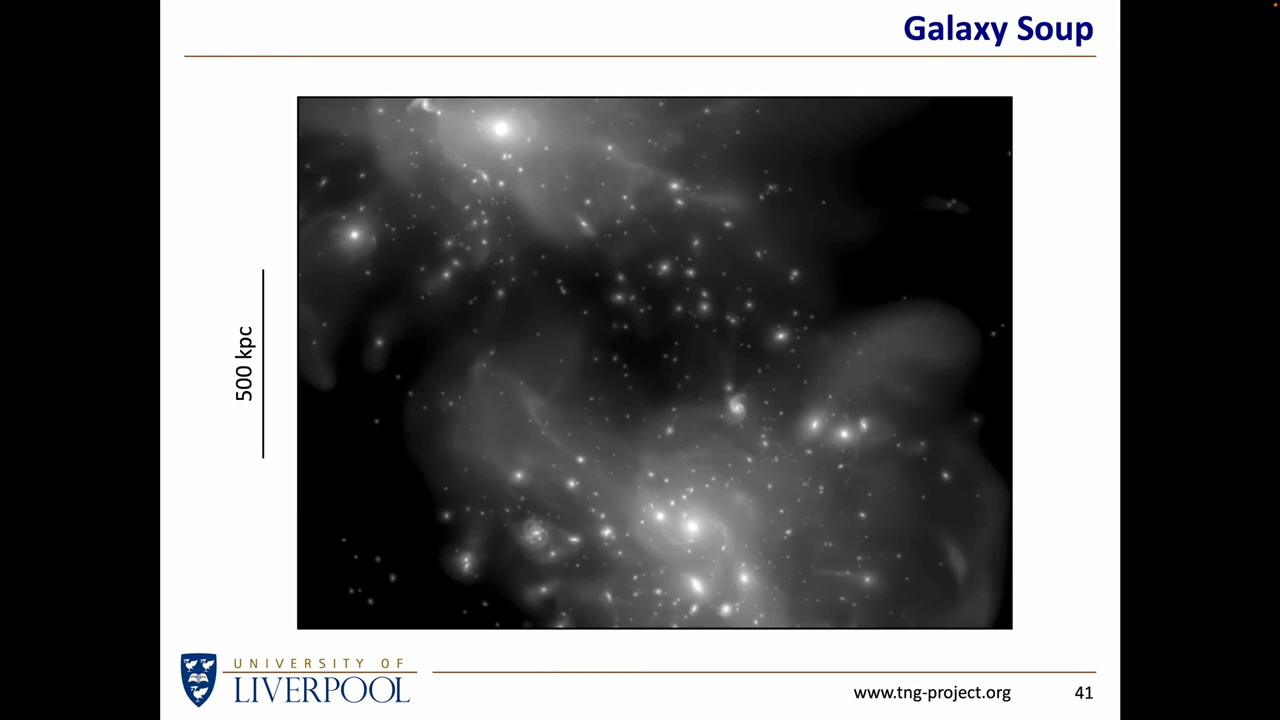 Galaxy Soup
500 kpc
UNIVERSITY OF
LIVERPOOL
www.tng-project.org
41